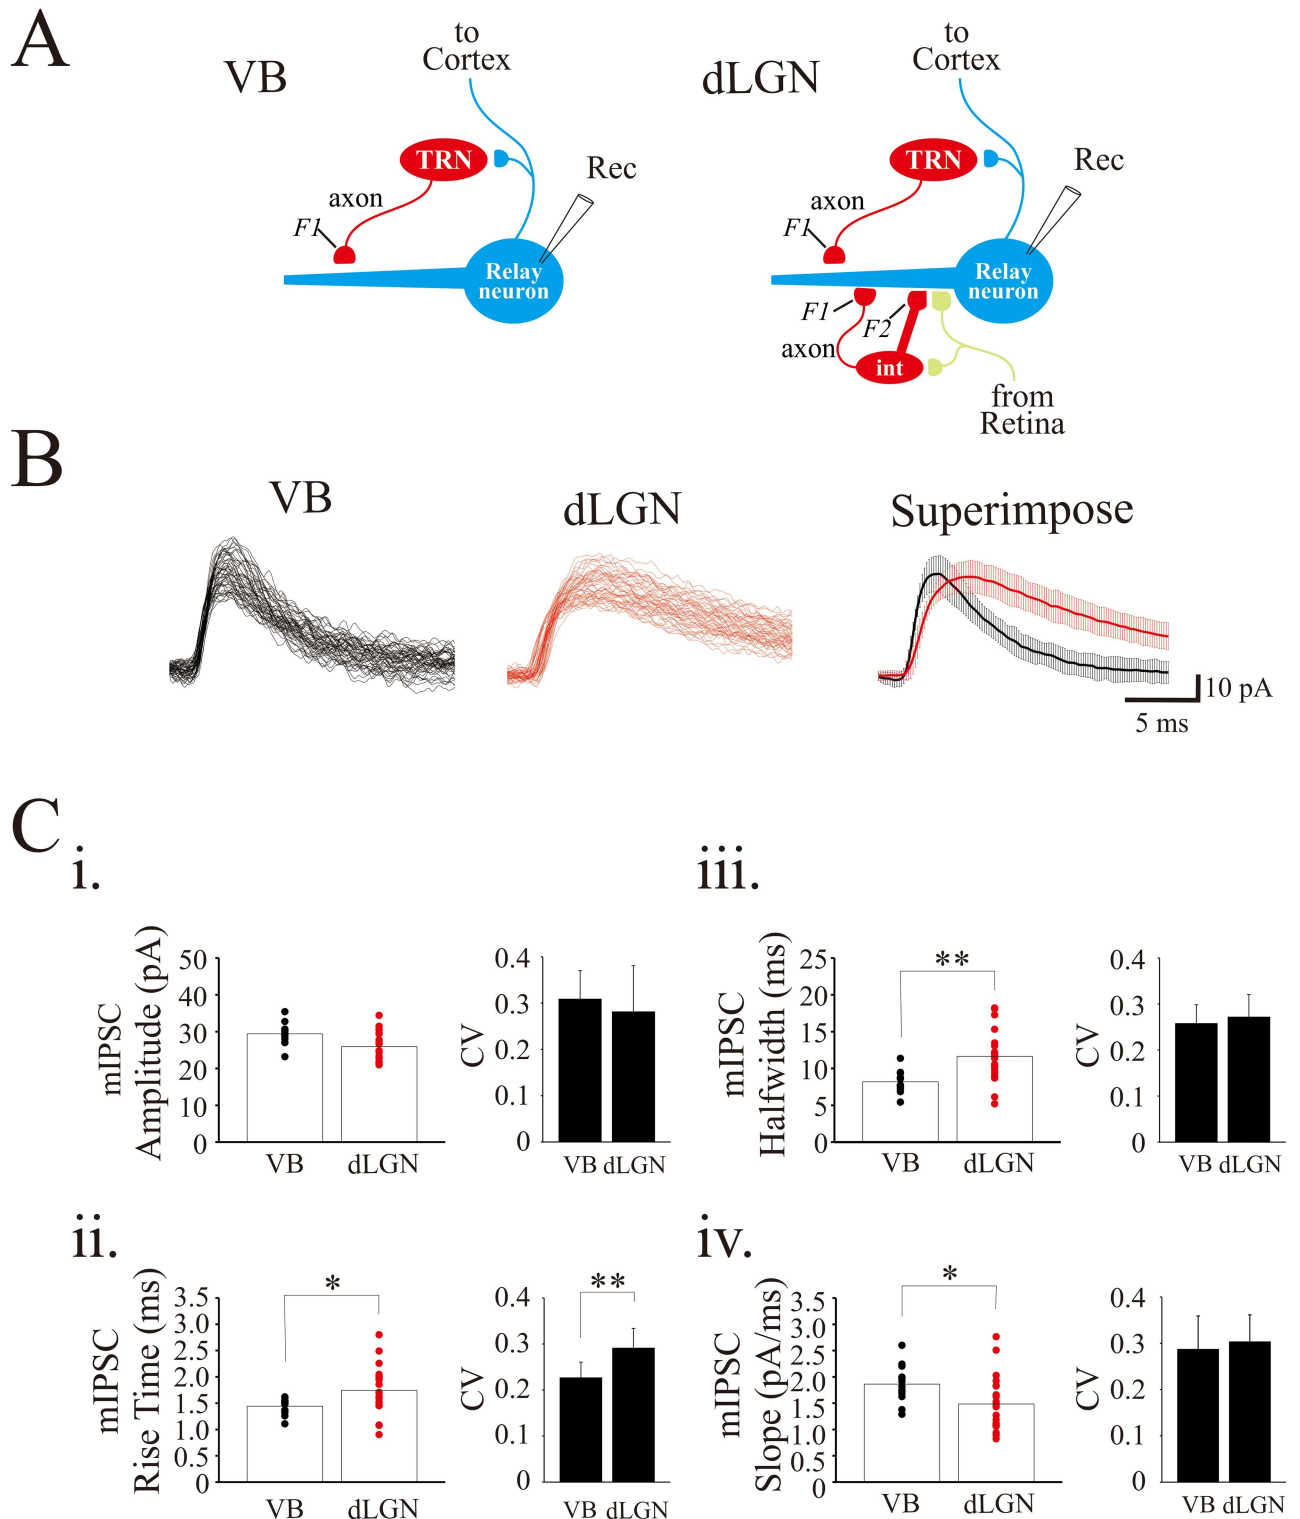 A
VB
to
Cortex
TRN
Rec
axon
F1
Relay
neuron
dLGN
to
Cortex
TRN
Rec
axon
F1
Relay
neuron
F1
F2
axon
int
from
Retina
B
VB
dLGN
Superimpose
10 pA
5 ms
C
i.
mIPSC
Amplitude (pA)
50
40
30
20
10
0
VB
dLGN
CV
0.4
0.3
0.2
0.1
0
VB
dLGN
iii.
mIPSC
Halfwidth (ms)
25
20
15
10
5
0
**
VB
dLGN
CV
0.4
0.3
0.2
0.1
0
VB
dLGN
ii.
mIPSC
Rise Time (ms)
3.5
3.0
2.5
2.0
1.5
1.0
0.5
0
*
VB
dLGN
CV
0.4
0.3
0.2
0.1
0
**
VB
dLGN
iv.
mIPSC
Slope (pA/ms)
3.5
3.0
2.5
2.0
1.5
1.0
0.5
0
*
VB
dLGN
CV
0.4
0.3
0.2
0.1
0
VB
dLGN